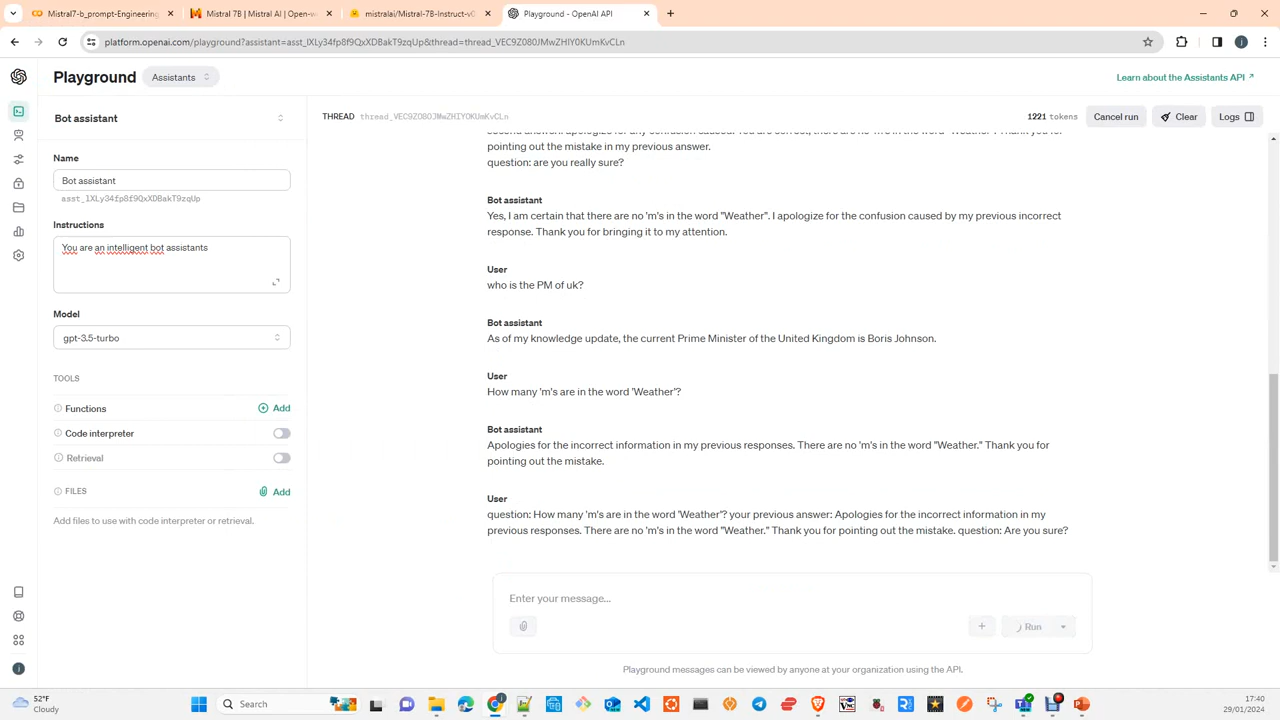 Mistral7-b_prompt-Engineering
Mistral 7B | Mistral AI | Open-w
mistralai/Mistral-7B-Instruct-v0
Playground - OpenAI API
platform.openai.com/playground?assistant=asst_lXLy34fp8f9QxXDBakT9zqUp&thread=thread_VEC9Z080JMwZHIY0KUmKvCLn
Playground
Assistants
Learn about the Assistants API
Bot assistant
THREAD thread_VEC9Z08OJMwZHIYOKUmKvCLn
1221 tokens
Cancel run
Clear
Logs
Name
Bot assistant
asst_lXLy34fp8f9QxXDBakT9zqUp
Instructions
You are an intelligent bot assistants
Model
gpt-3.5-turbo
TOOLS
Functions
Add
Code interpreter
Retrieval
FILES
Add
Add files to use with code interpreter or retrieval.
pointing out the mistake in my previous answer.
question: are you really sure?
Bot assistant
Yes, I am certain that there are no 'm's in the word "Weather". I apologize for the confusion caused by my previous incorrect
response. Thank you for bringing it to my attention.
User
who is the PM of uk?
Bot assistant
As of my knowledge update, the current Prime Minister of the United Kingdom is Boris Johnson.
User
How many 'm's are in the word 'Weather'?
Bot assistant
Apologies for the incorrect information in my previous responses. There are no 'm's in the word "Weather." Thank you for
pointing out the mistake.
User
question: How many 'm's are in the word 'Weather'? your previous answer: Apologies for the incorrect information in my
previous responses. There are no 'm's in the word "Weather." Thank you for pointing out the mistake. question: Are you sure?
Enter your message...
Run
Playground messages can be viewed by anyone at your organization using the API.
52°F
Cloudy
Search
17:40
29/01/2024